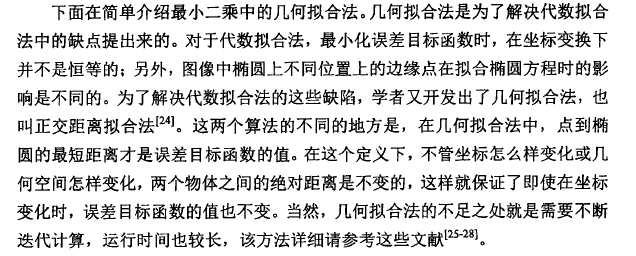 下面在简单介绍最小二乘中的几何拟合法。几何拟合法是为了解决代数拟合
法中的缺点提出来的。对于代数拟合法，最小化误差目标函数时，在坐标变换下
并不是恒等的；另外，图像中椭圆上不同位置上的边缘点在拟合椭圆方程时的影
响是不同的。为了解决代数拟合法的这些缺陷，学者又开发出了几何拟合法，也
叫正交距离拟合法[24]。这两个算法的不同的地方是，在几何拟合法中，点到椭
圆的最短距离才是误差目标函数的值。在这个定义下，不管坐标怎么样变化或几
何空间怎样变化，两个物体之间的绝对距离是不变的，这样就保证了即使在坐标
变化时，误差目标函数的值也不变。当然，几何拟合法的不足之处就是需要不断
迭代计算，运行时间也较长，该方法详细请参考这些文献[25-28]。